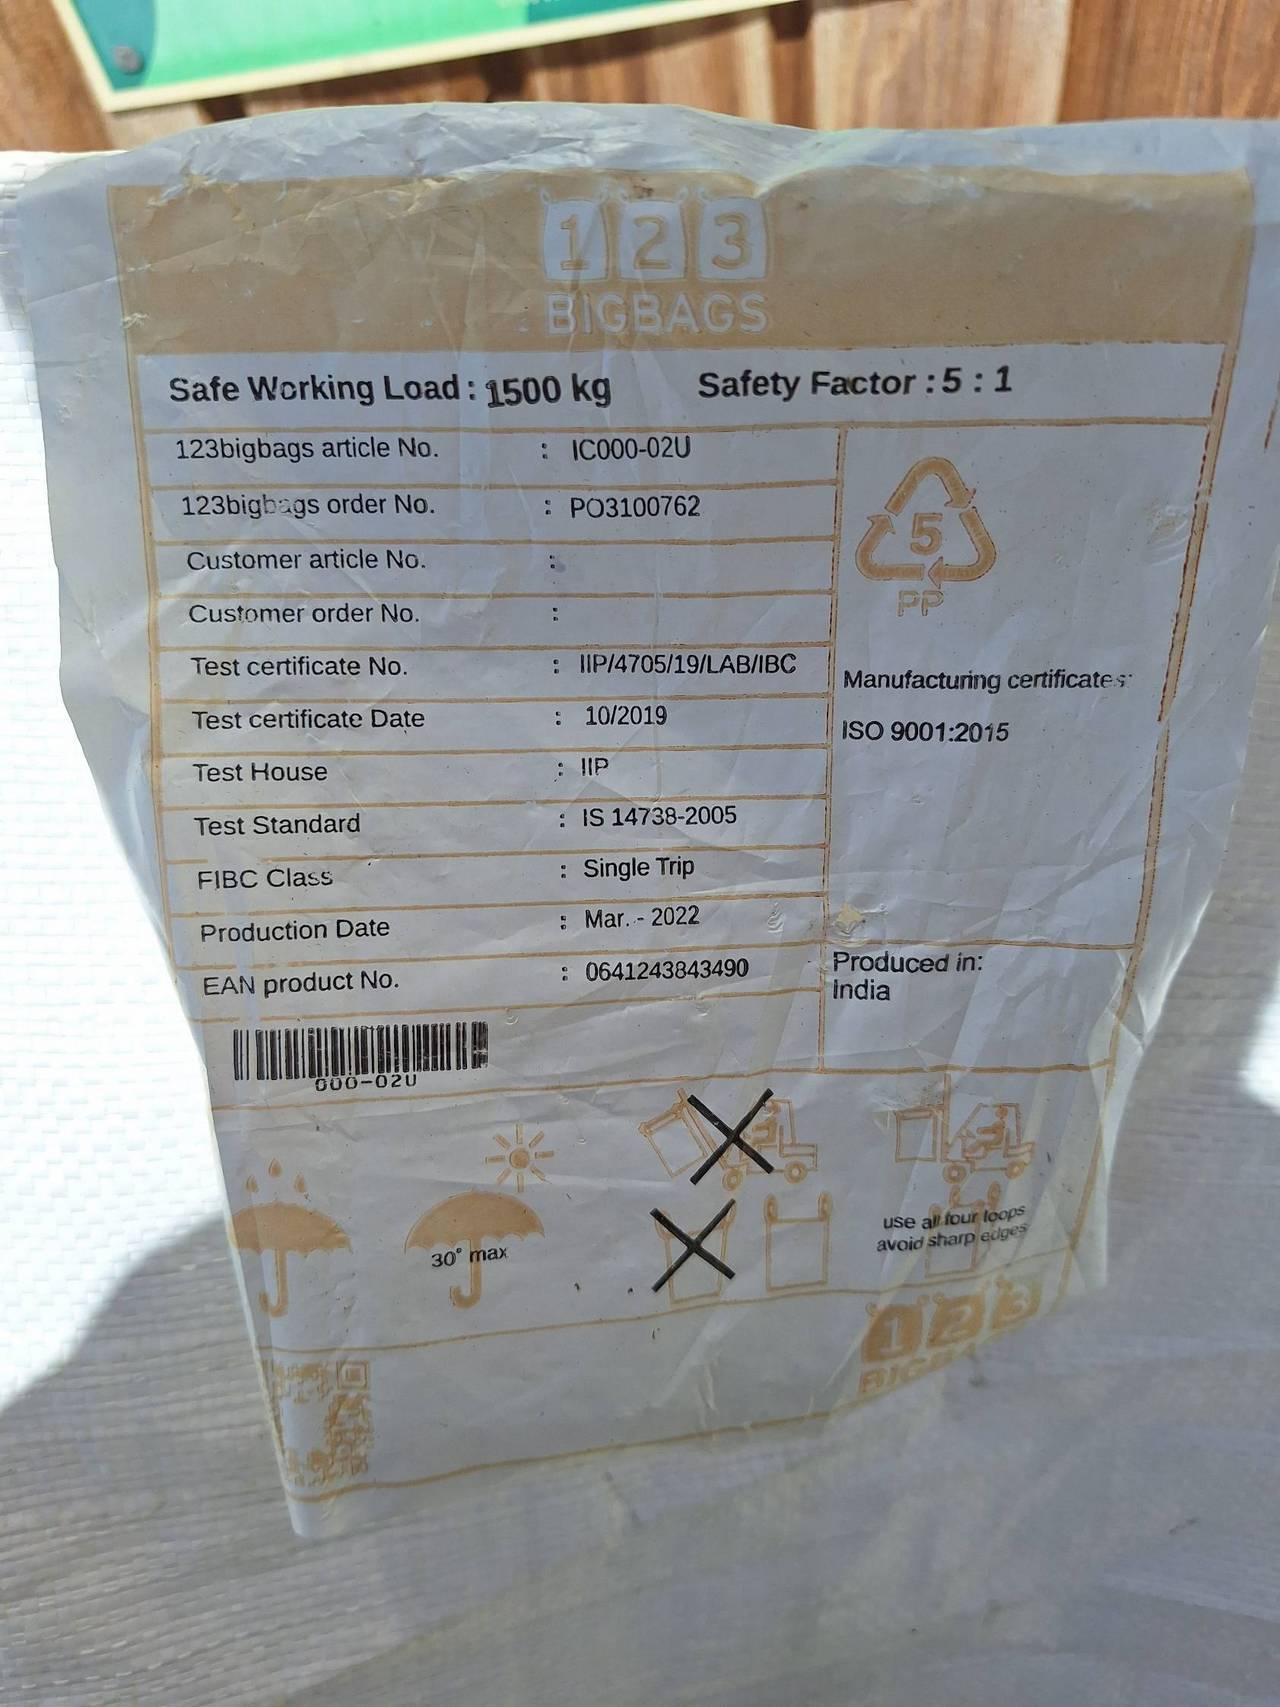 123
BIGBAGS
Safe Working Load : 1500 kg Safety Factor : 5 : 1
123bigbags article No. : IC000-02U
123bigbags order No. : PO3100762
Customer article No. :
Customer order No. :
Test certificate No. : IIP/4705/19/LAB/IBC
Test certificate Date : 10/2019
Test House : IIP
Test Standard : IS 14738-2005
FIBC Class : Single Trip
Production Date : Mar. - 2022
EAN product No. : 0641243843490
000-02U
5
PP
Manufacturing certificates:
ISO 9001:2015
Produced in:
India
30° max
use all four loops
avoid sharp edges
123
BIGBAGS